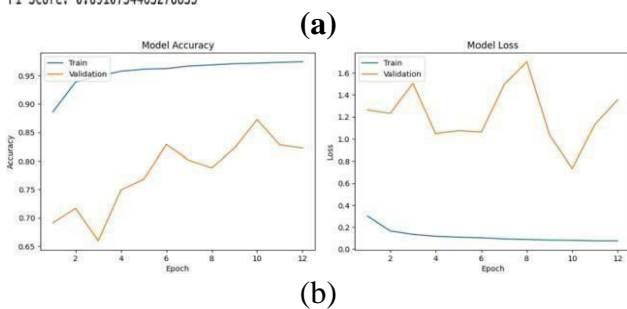 (a)
Model Accuracy
Train
Validation
Accuracy
0.95
0.90
0.85
0.80
0.75
0.70
0.65
2 4 6 8 10 12
Epoch
Model Loss
Train
Validation
Loss
1.6
1.4
1.2
1.0
0.8
0.6
0.4
0.2
0.0
2 4 6 8 10 12
Epoch
(b)